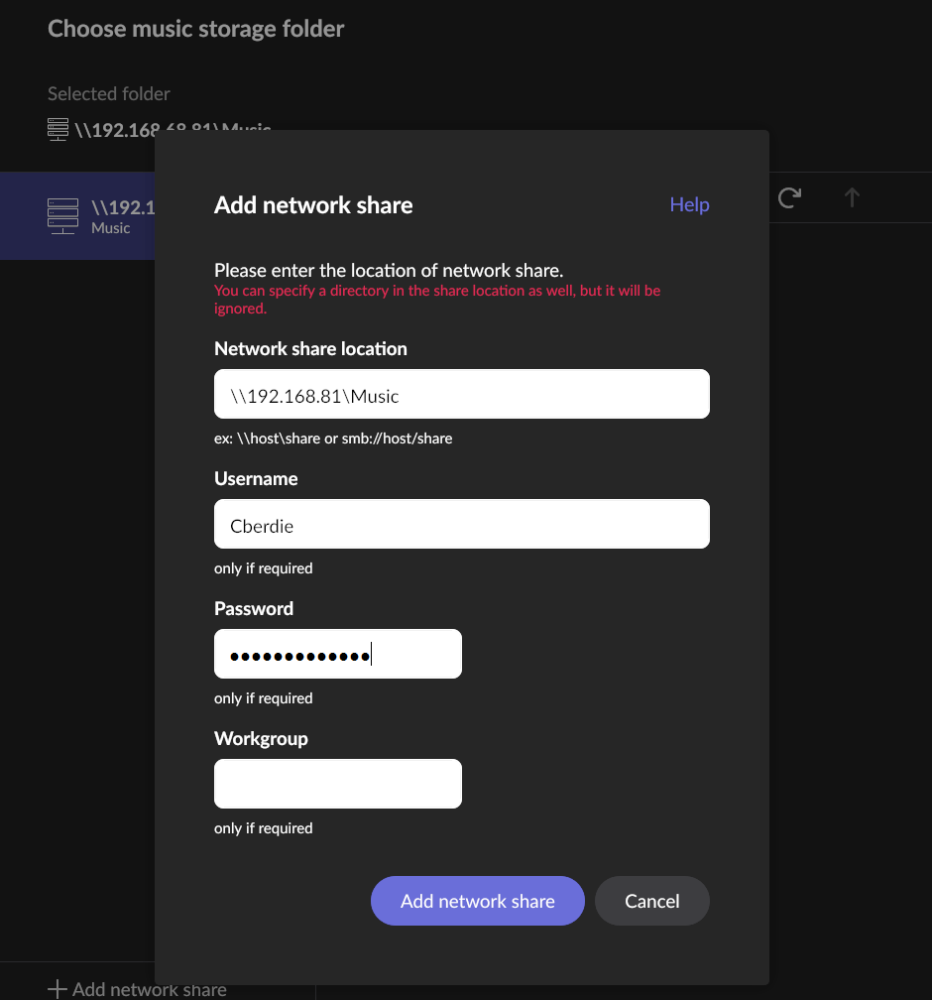 Choose music storage folder
Selected folder
\\192.168.68.81\Music
\\192.1
Music
Add network share
Help
Please enter the location of network share.
You can specify a directory in the share location as well, but it will be
ignored.
Network share location
\\192.168.81\Music
ex: \\host\share or smb://host/share
Username
Cberdie
only if required
Password
•••••••••••••
only if required
Workgroup
only if required
Add network share
Cancel
Add network share